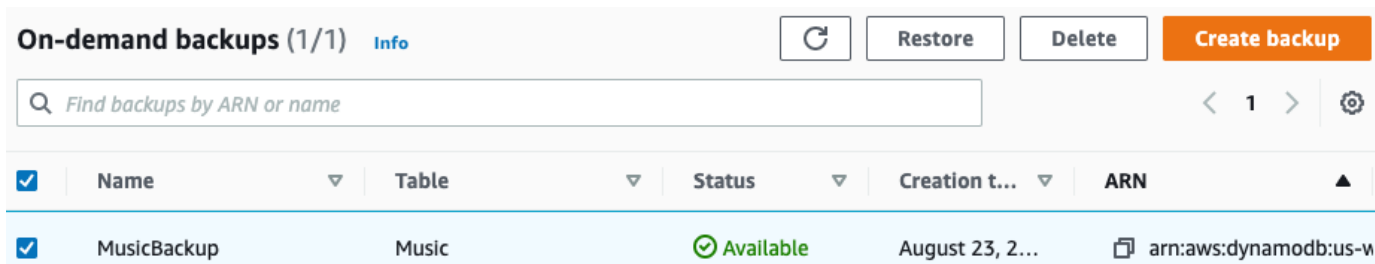 On-demand backups (1/1) Info Restore Delete Create backup
Find backups by ARN or name 1
Name Table Status Creation t... ARN
MusicBackup Music Available August 23, 2... arn:aws:dynamodb:us-w